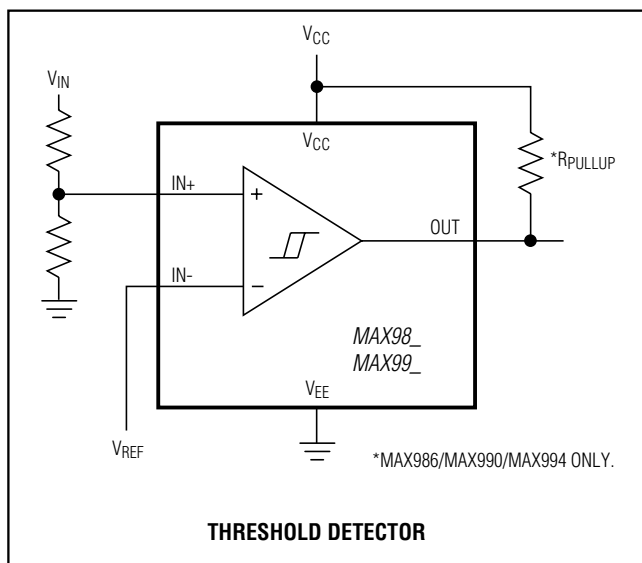 VCC
VIN
VCC
*RPULLUP
IN+
+
OUT
IN-
−
MAX98_
MAX99_
VEE
VREF
*MAX986/MAX990/MAX994 ONLY.
THRESHOLD DETECTOR